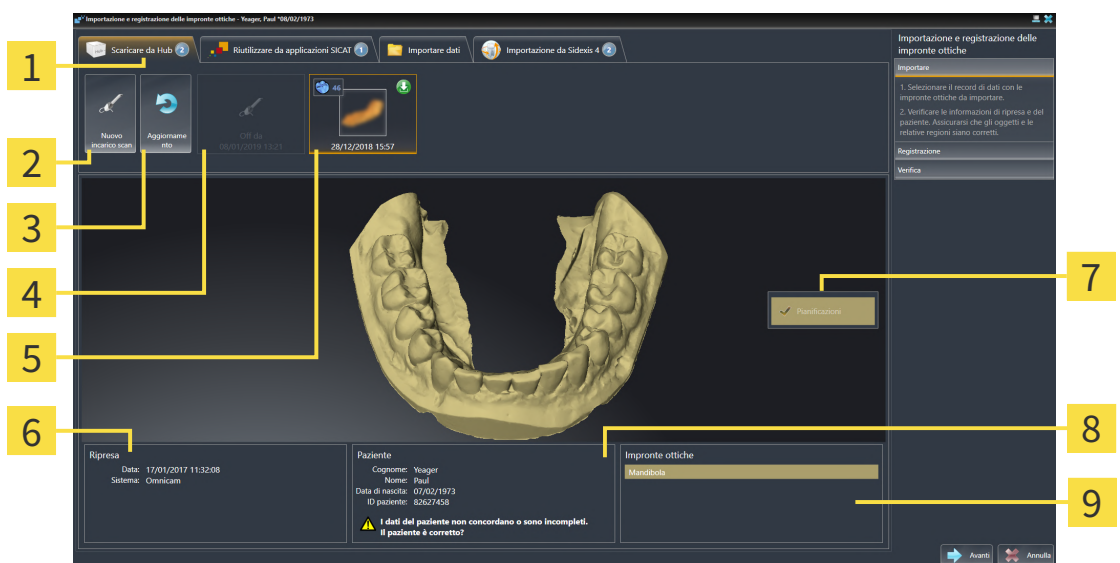 Importazione e registrazione delle impronte ottiche - Yeager, Paul *08/02/1973
Scaricare da Hub 2
Riutilizzare da applicazioni SICAT 1
Importare dati
Importazione da Sidexis 4 2
Nuovo
incarico scan
Aggiorname
nto
Off da
08/01/2019 13:21
46
28/12/2018 15:57
Importazione e registrazione delle
impronte ottiche
Importare
1. Selezionare il record di dati con le
impronte ottiche da importare.
2. Verificare le informazioni di ripresa e del
paziente. Assicurarsi che gli oggetti e le
relative regioni siano corretti.
Registrazione
Verifica
Pianificazioni
Ripresa
Data: 17/01/2017 11:32:08
Sistema: Omnicam
Paziente
Cognome: Yeager
Nome: Paul
Data di nascita: 07/02/1973
ID paziente: 82627458
I dati del paziente non concordano o sono incompleti.
Il paziente è corretto?
Impronte ottiche
Mandibola
Avanti
Annulla
1
2
3
4
5
6
7
8
9